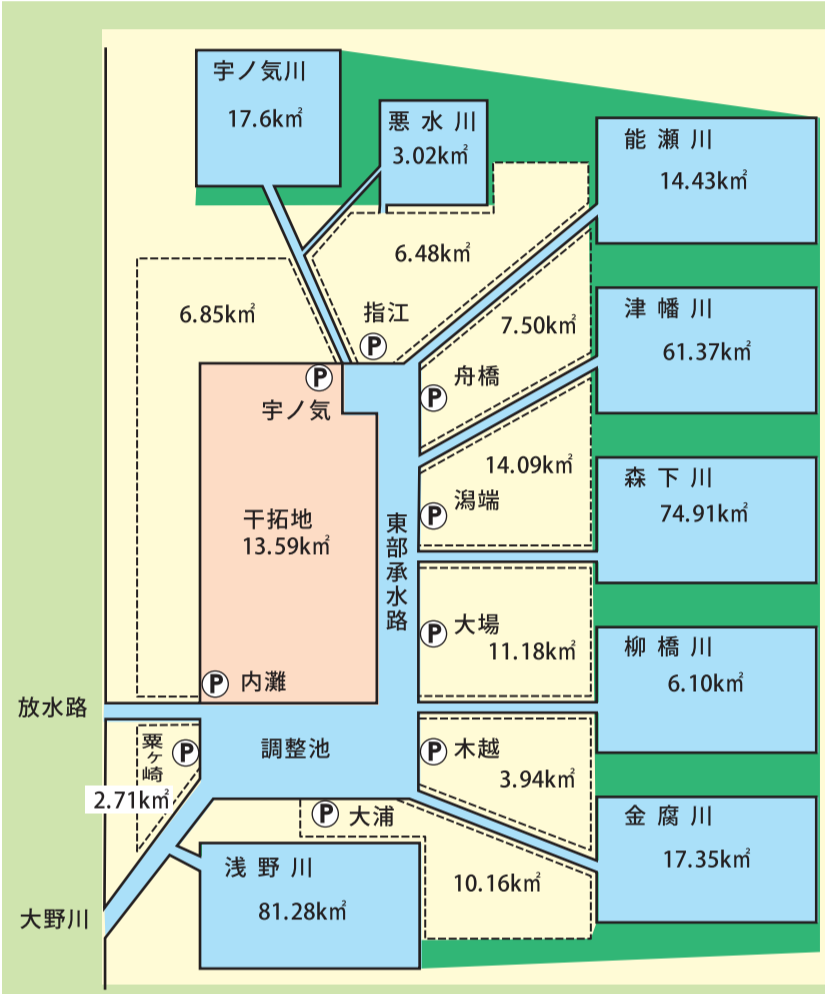 宇ノ気川
17.6k㎡
悪水川
3.02k㎡
能瀬川
14.43k㎡
6.48k㎡
6.85k㎡
指江
P
7.50k㎡
津幡川
61.37k㎡
P
宇ノ気
舟橋
P
14.09k㎡
潟端
P
森下川
74.91k㎡
干拓地
13.59k㎡
東部承水路
大場
P
11.18k㎡
柳橋川
6.10k㎡
P
内灘
放水路
粟ヶ崎
P
2.71k㎡
調整池
P
木越
3.94k㎡
P
大浦
金腐川
17.35k㎡
浅野川
81.28k㎡
10.16k㎡
大野川